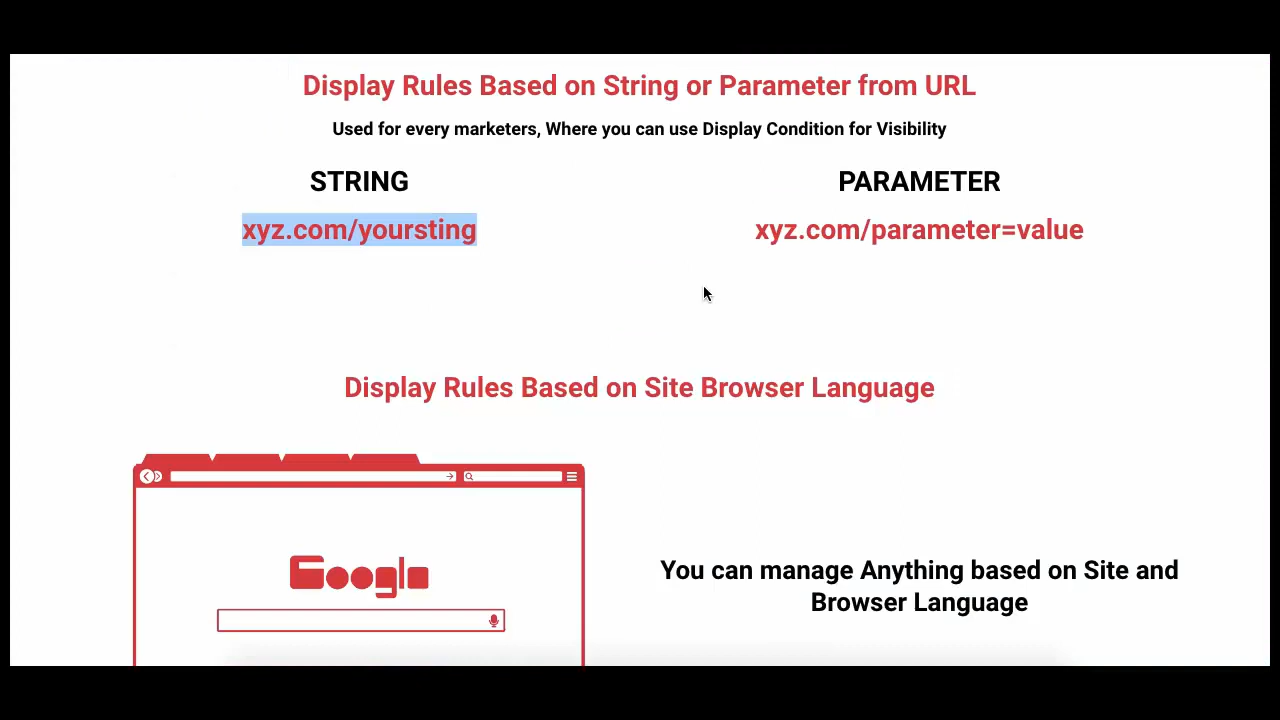 Display Rules Based on String or Parameter from URL
Used for every marketers, Where you can use Display Condition for Visibility
STRING
PARAMETER
xyz.com/yoursting
xyz.com/parameter=value
Display Rules Based on Site Browser Language
Google
You can manage Anything based on Site and
Browser Language